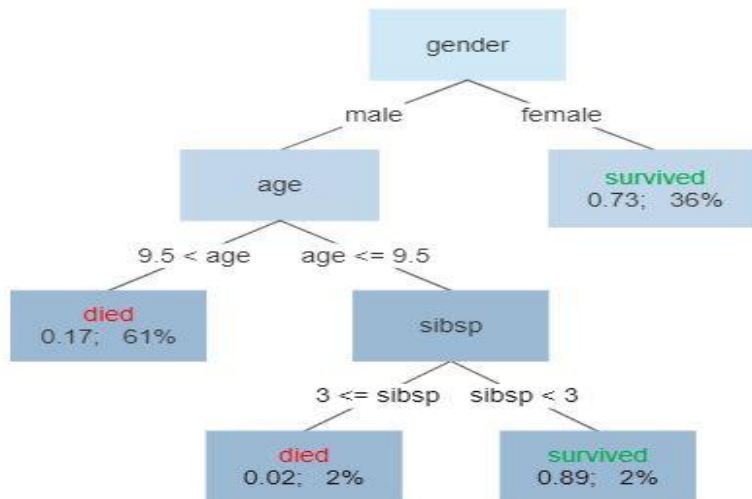 gender
male female
age
survived
0.73; 36%
9.5 < age age <= 9.5
died
0.17; 61%
sibsp
3 <= sibsp sibsp < 3
died
0.02; 2%
survived
0.89; 2%